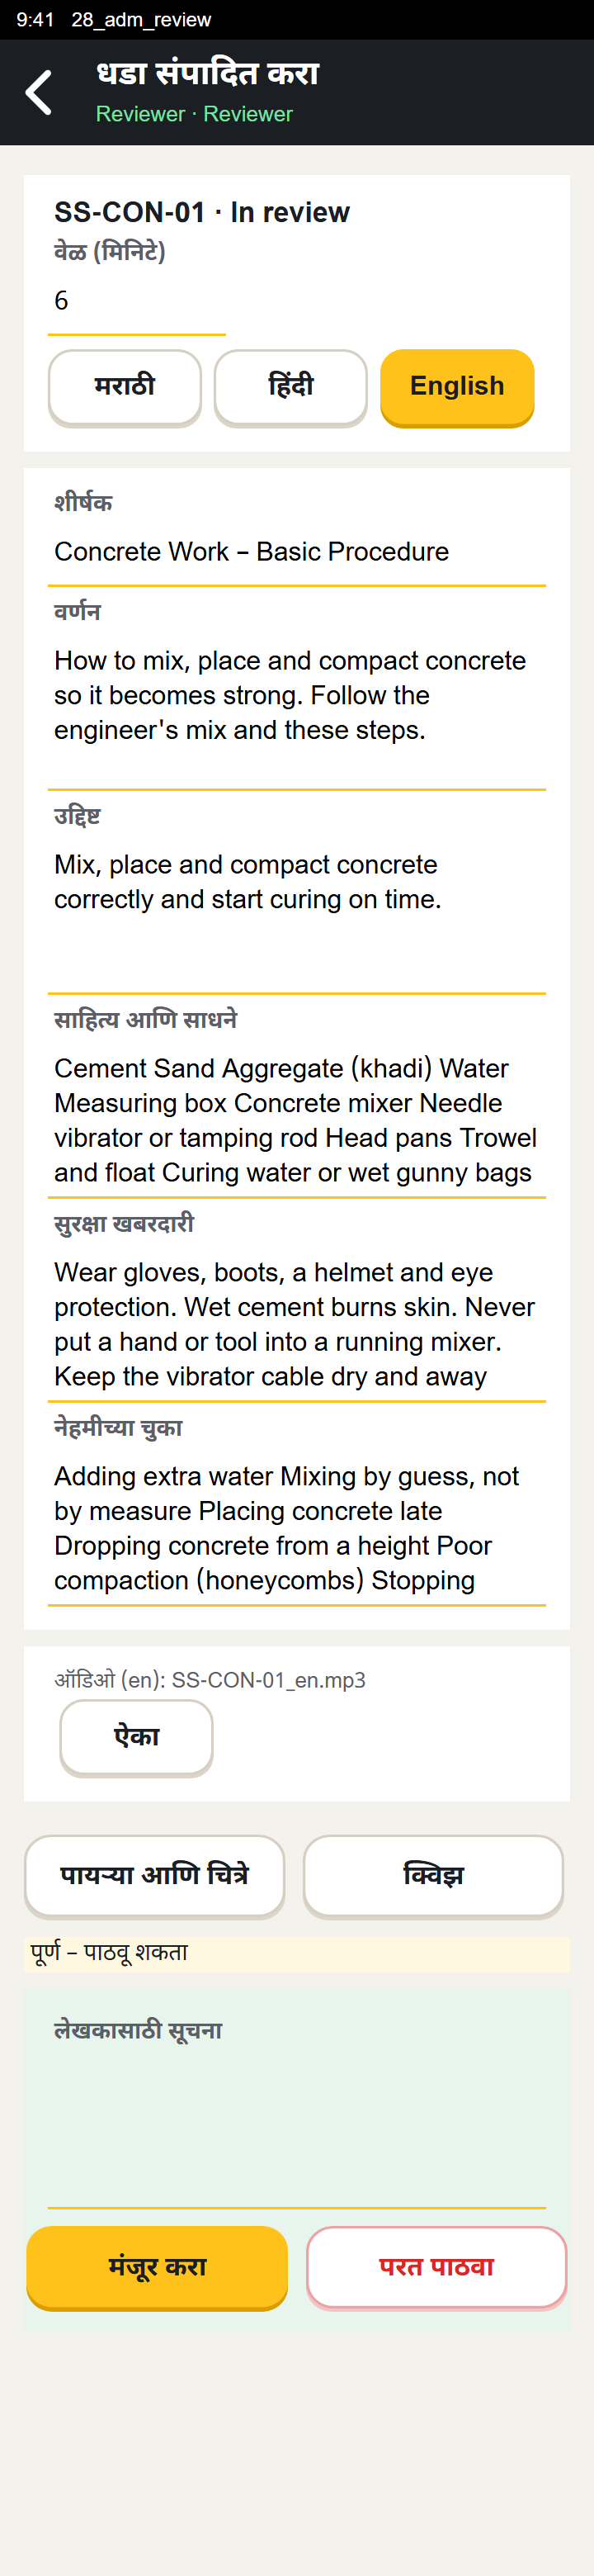 9:41 28_adm_review
धडा संपादित करा
Reviewer · Reviewer
SS-CON-01 · In review
वेळ (मिनिटे)
6
मराठी हिंदी English
शीर्षक
Concrete Work – Basic Procedure
वर्णन
How to mix, place and compact concrete
so it becomes strong. Follow the
engineer's mix and these steps.
उद्दिष्ट
Mix, place and compact concrete
correctly and start curing on time.
साहित्य आणि साधने
Cement Sand Aggregate (khadi) Water
Measuring box Concrete mixer Needle
vibrator or tamping rod Head pans Trowel
and float Curing water or wet gunny bags
सुरक्षा खबरदारी
Wear gloves, boots, a helmet and eye
protection. Wet cement burns skin. Never
put a hand or tool into a running mixer.
Keep the vibrator cable dry and away
नेहमीच्या चुका
Adding extra water Mixing by guess, not
by measure Placing concrete late
Dropping concrete from a height Poor
compaction (honeycombs) Stopping
ऑडिओ (en): SS-CON-01_en.mp3
ऐका
पायऱ्या आणि चित्रे क्विझ
पूर्ण – पाठवू शकता
लेखकासाठी सूचना
मंजूर करा परत पाठवा